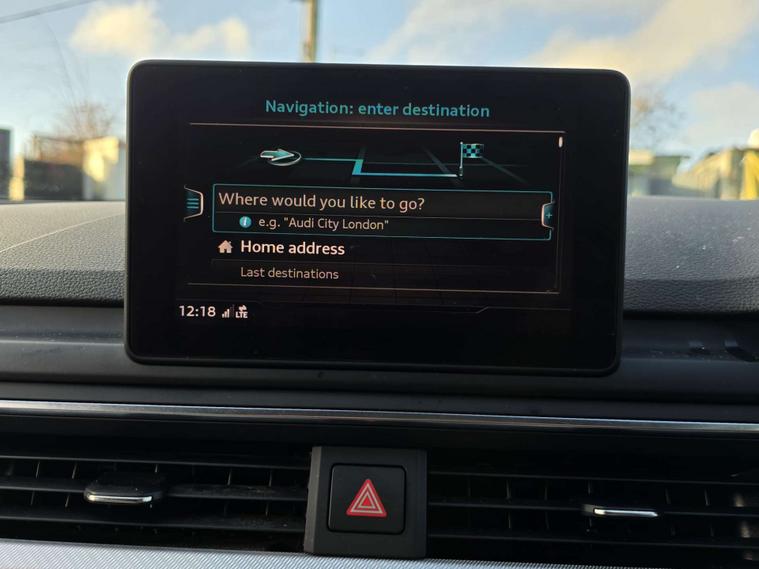 Navigation: enter destination
Where would you like to go?
e.g. "Audi City London"
Home address
Last destinations
12:18 LTE